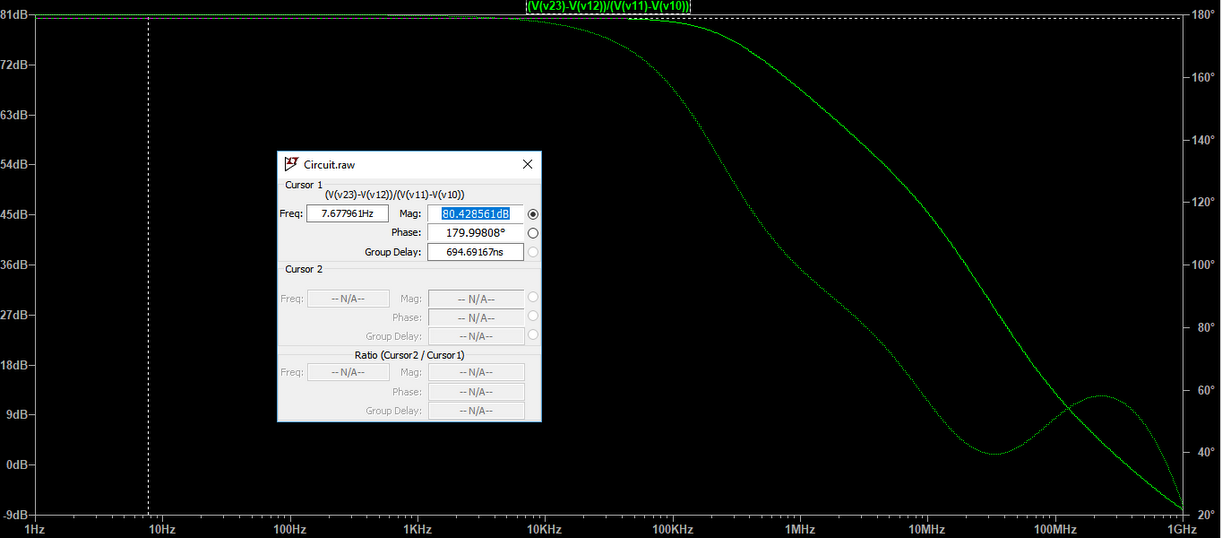 (V(v23)-V(v12))/(V(v11)-V(v10))
81dB
72dB
63dB
54dB
45dB
36dB
27dB
18dB
9dB
0dB
-9dB
180°
160°
140°
120°
100°
80°
60°
40°
20°
Circuit.raw
Cursor 1
(V(v23)-V(v12))/(V(v11)-V(v10))
Freq: 7.677961Hz Mag: 80.428561dB
Phase: 179.99808°
Group Delay: 694.69167ns
Cursor 2
Freq: -- N/A-- Mag: -- N/A--
Phase: -- N/A--
Group Delay: -- N/A--
Ratio (Cursor2 / Cursor1)
Freq: -- N/A-- Mag: -- N/A--
Phase: -- N/A--
Group Delay: -- N/A--
1Hz 10Hz 100Hz 1KHz 10KHz 100KHz 1MHz 10MHz 100MHz 1GHz